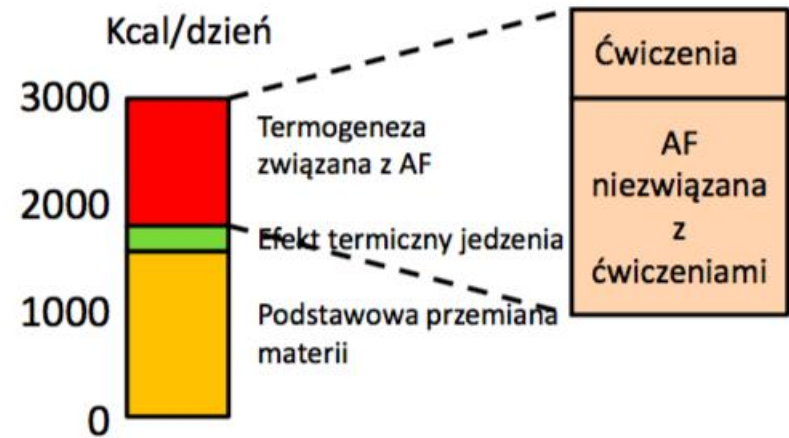 Kcal/dzień
3000
2000
1000
0
Termogeneza
związana z AF
Efekt termiczny jedzenia
Podstawowa przemiana
materii
Ćwiczenia
AF
niezwiązana
z
ćwiczeniami